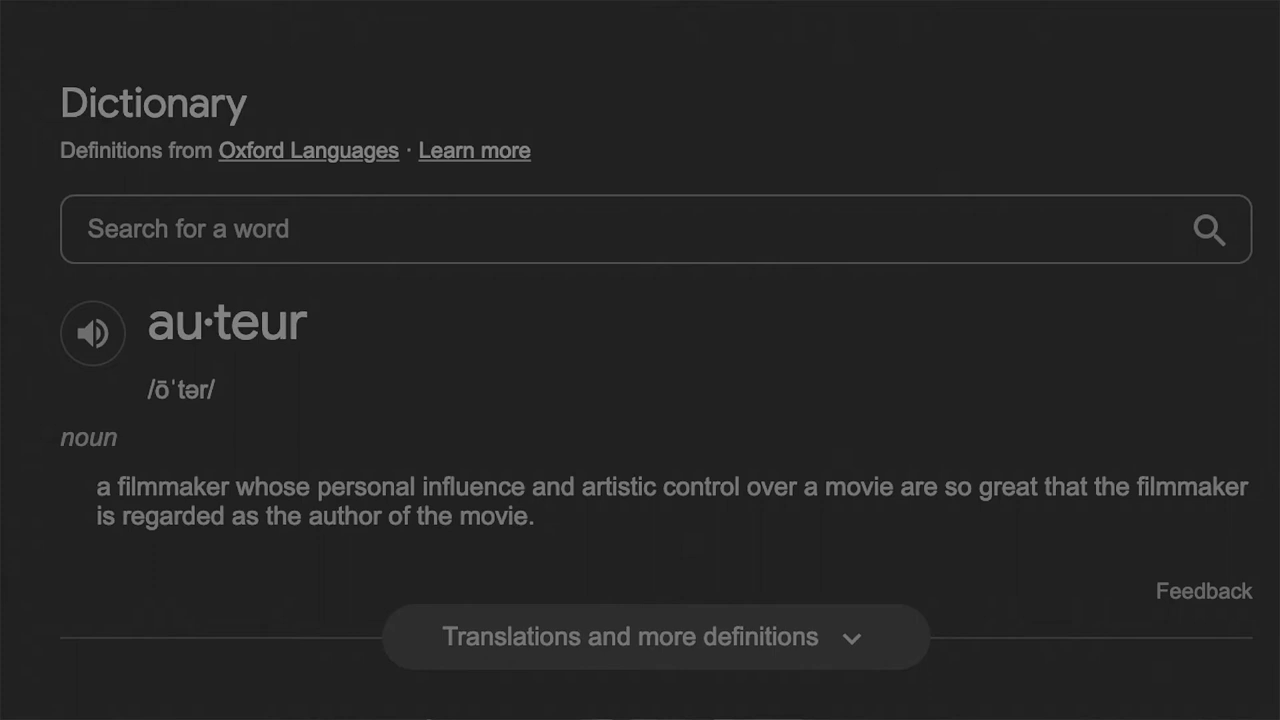 Dictionary
Definitions from Oxford Languages · Learn more
Search for a word
au·teur
/ōˈtər/
noun
a filmmaker whose personal influence and artistic control over a movie are so great that the filmmaker
is regarded as the author of the movie.
Feedback
Translations and more definitions